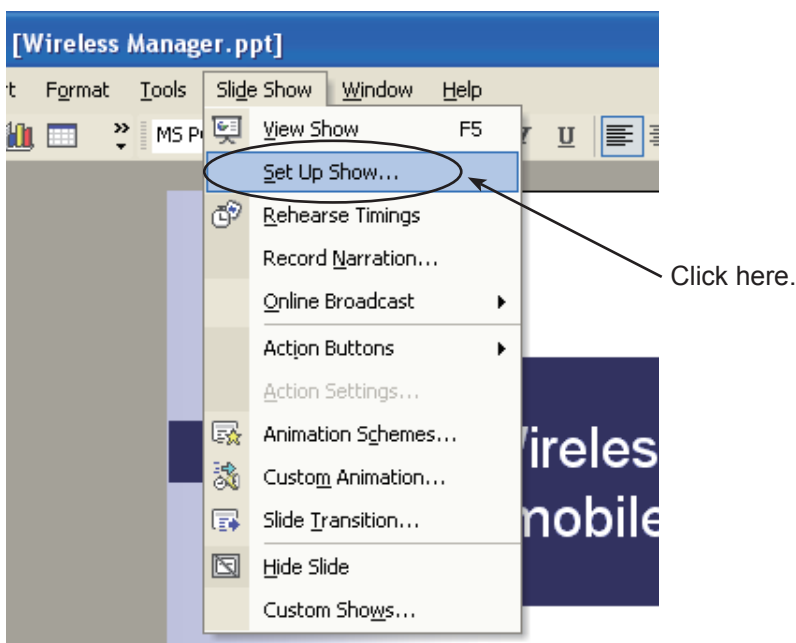 [Wireless Manager.ppt]
t Format Tools Slide Show Window Help
MS P U
View Show F5
Set Up Show...
Rehearse Timings
Record Narration...
Click here.
Online Broadcast
Action Buttons
Action Settings...
Animation Schemes...
ireles
Custom Animation...
Slide Transition...
mobile
Hide Slide
Custom Shows...